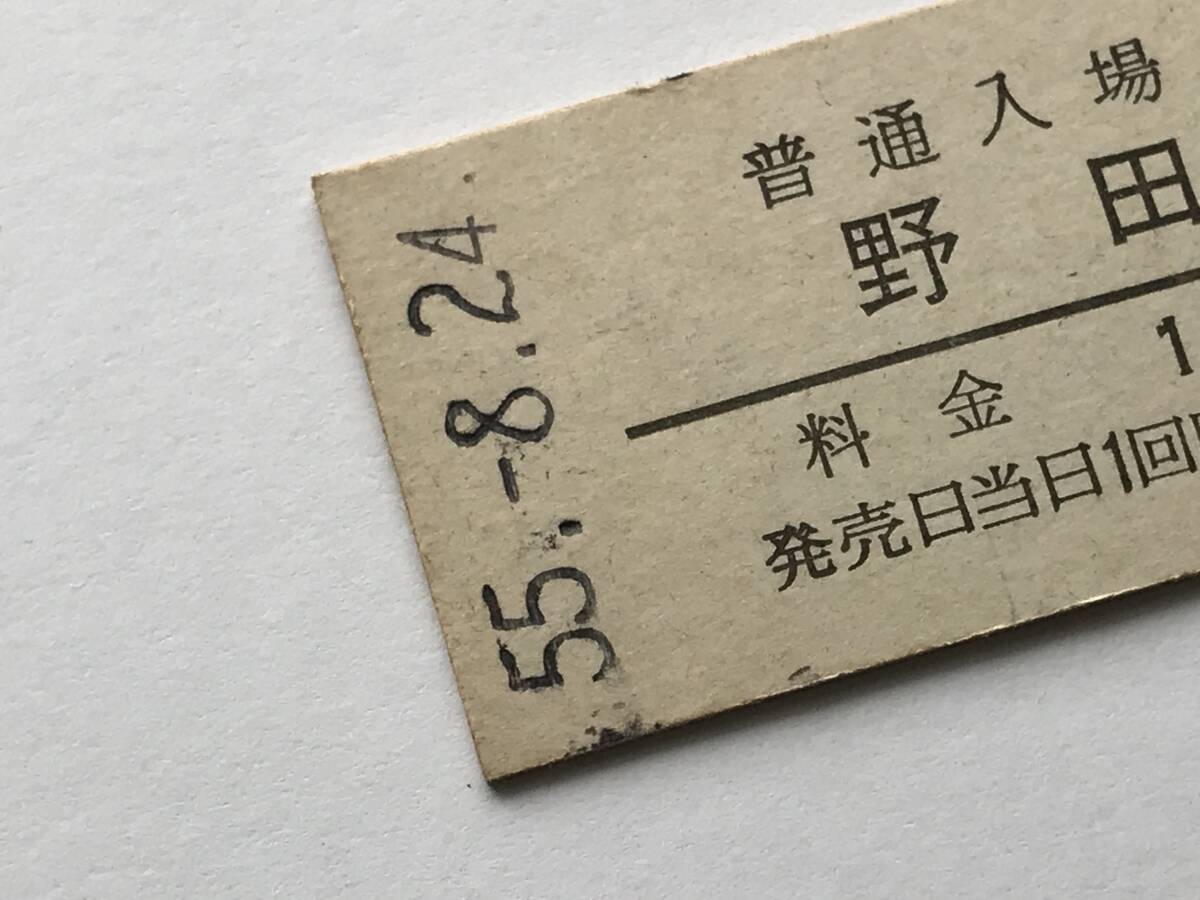 55.-8.24.
普通入場
野田
料金 1
発売日当日1回